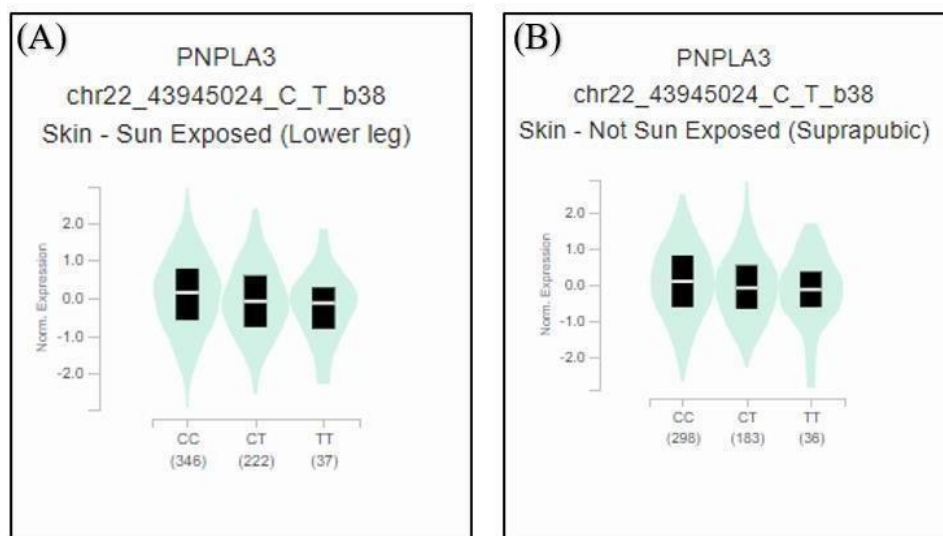 (A)
PNPLA3
chr22_43945024_C_T_b38
Skin - Sun Exposed (Lower leg)
Norm. Expression
2.0
1.0
0.0
-1.0
-2.0
CC
CT
TT
(346)
(222)
(37)
(B)
PNPLA3
chr22_43945024_C_T_b38
Skin - Not Sun Exposed (Suprapubic)
Norm. Expression
2.0
1.0
0.0
-1.0
-2.0
CC
CT
TT
(298)
(183)
(36)